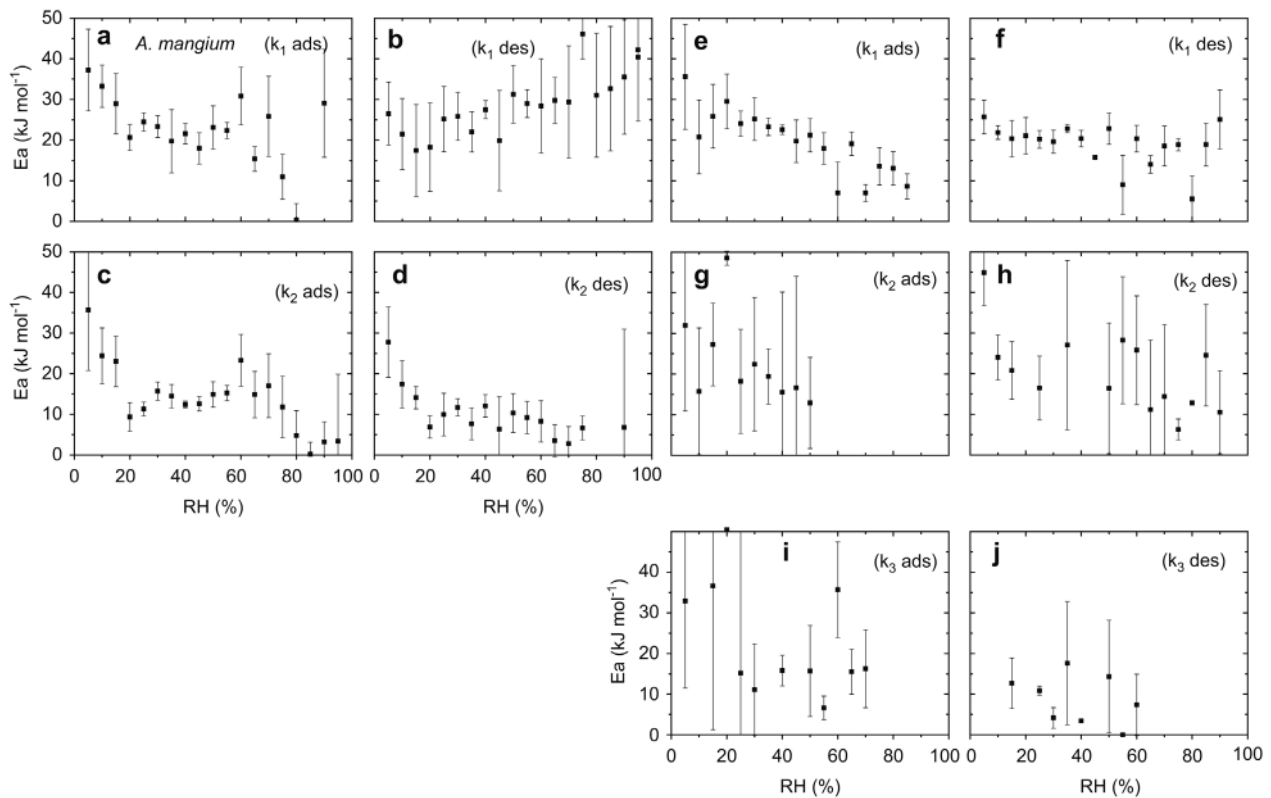 a A. mangium (k₁ ads)
b (k₁ des)
e (k₁ ads)
f (k₁ des)
Ea (kJ mol⁻¹)
50
40
30
20
10
0
c (k₂ ads)
d (k₂ des)
g (k₂ ads)
h (k₂ des)
Ea (kJ mol⁻¹)
50
40
30
20
10
0
0 20 40 60 80 100
0 20 40 60 80 100
RH (%)
RH (%)
i (k₃ ads)
j (k₃ des)
Ea (kJ mol⁻¹)
40
30
20
10
0
0 20 40 60 80 100
0 20 40 60 80 100
RH (%)
RH (%)